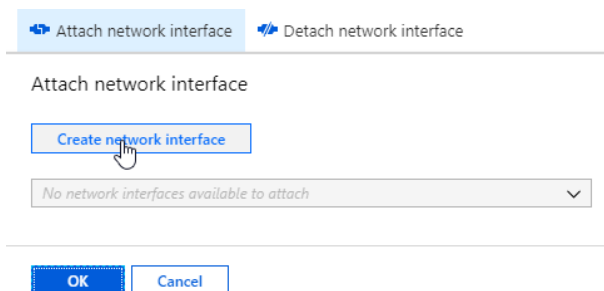 Attach network interface Detach network interface
Attach network interface
Create network interface
No network interfaces available to attach
OK Cancel